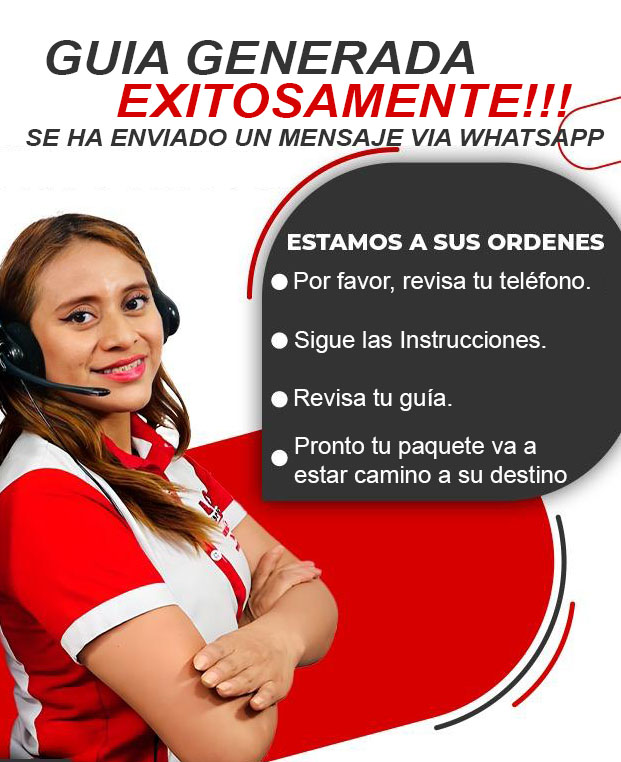 GUIA GENERADA
EXITOSAMENTE!!!
SE HA ENVIADO UN MENSAJE VIA WHATSAPP
ESTAMOS A SUS ORDENES
Por favor, revisa tu teléfono.
Sigue las Instrucciones.
Revisa tu guía.
Pronto tu paquete va a
estar camino a su destino